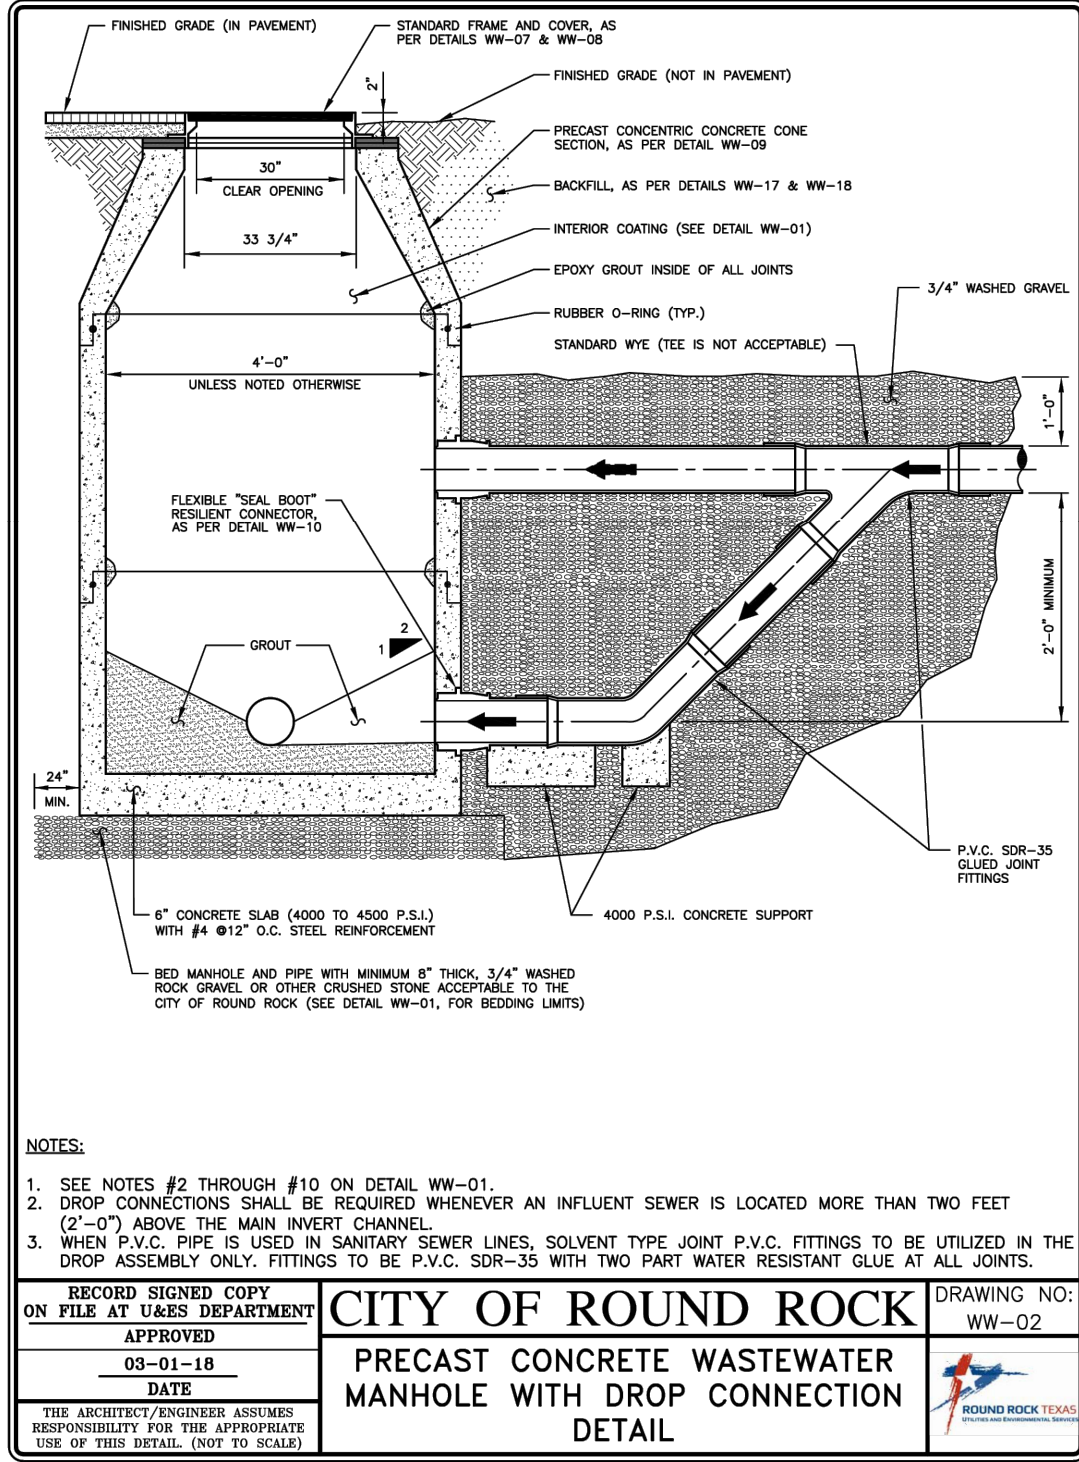 FINISHED GRADE (IN PAVEMENT)
STANDARD FRAME AND COVER, AS
PER DETAILS WW-07 & WW-08
2"
FINISHED GRADE (NOT IN PAVEMENT)
PRECAST CONCENTRIC CONCRETE CONE
SECTION, AS PER DETAIL WW-09
30"
CLEAR OPENING
BACKFILL, AS PER DETAILS WW-17 & WW-18
33 3/4"
INTERIOR COATING (SEE DETAIL WW-01)
EPOXY GROUT INSIDE OF ALL JOINTS
3/4" WASHED GRAVEL
RUBBER O-RING (TYP.)
STANDARD WYE (TEE IS NOT ACCEPTABLE)
4'-0"
UNLESS NOTED OTHERWISE
1'-0"
FLEXIBLE "SEAL BOOT"
RESILIENT CONNECTOR,
AS PER DETAIL WW-10
2'-0" MINIMUM
2
1
GROUT
24"
MIN.
P.V.C. SDR-35
GLUED JOINT
FITTINGS
6" CONCRETE SLAB (4000 TO 4500 P.S.I.)
WITH #4 @12" O.C. STEEL REINFORCEMENT
4000 P.S.I. CONCRETE SUPPORT
BED MANHOLE AND PIPE WITH MINIMUM 8" THICK, 3/4" WASHED
ROCK GRAVEL OR OTHER CRUSHED STONE ACCEPTABLE TO THE
CITY OF ROUND ROCK (SEE DETAIL WW-01, FOR BEDDING LIMITS)
NOTES:
1. SEE NOTES #2 THROUGH #10 ON DETAIL WW-01.
2. DROP CONNECTIONS SHALL BE REQUIRED WHENEVER AN INFLUENT SEWER IS LOCATED MORE THAN TWO FEET
(2'-0") ABOVE THE MAIN INVERT CHANNEL.
3. WHEN P.V.C. PIPE IS USED IN SANITARY SEWER LINES, SOLVENT TYPE JOINT P.V.C. FITTINGS TO BE UTILIZED IN THE
DROP ASSEMBLY ONLY. FITTINGS TO BE P.V.C. SDR-35 WITH TWO PART WATER RESISTANT GLUE AT ALL JOINTS.
RECORD SIGNED COPY
ON FILE AT U&ES DEPARTMENT
APPROVED
03-01-18
DATE
THE ARCHITECT/ENGINEER ASSUMES
RESPONSIBILITY FOR THE APPROPRIATE
USE OF THIS DETAIL. (NOT TO SCALE)
CITY OF ROUND ROCK
PRECAST CONCRETE WASTEWATER
MANHOLE WITH DROP CONNECTION
DETAIL
DRAWING NO:
WW-02
ROUND ROCK TEXAS
UTILITIES AND ENVIRONMENTAL SERVICES